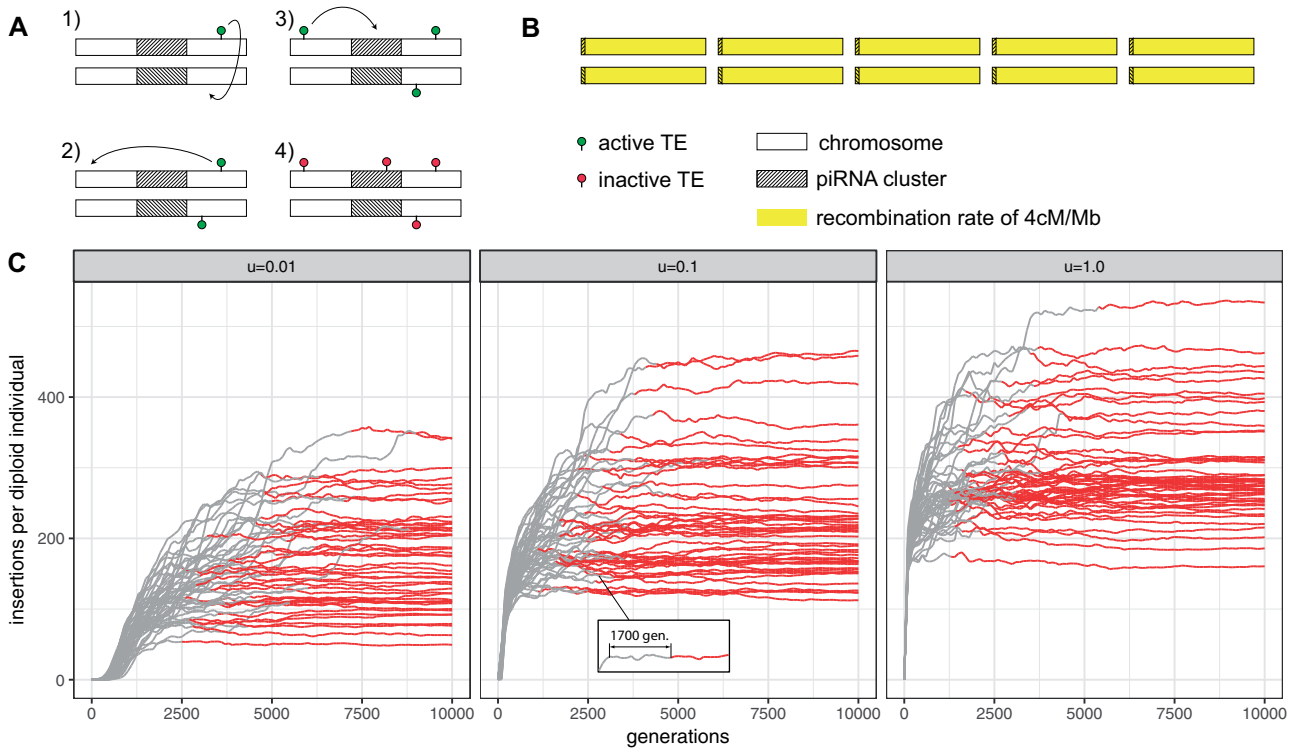 A
1)
3)
2)
4)
B
active TE
inactive TE
chromosome
piRNA cluster
recombination rate of 4cM/Mb
C
u=0.01
u=0.1
u=1.0
insertions per diploid individual
400
200
0
1700 gen.
0 2500 5000 7500 10000
0 2500 5000 7500 10000
0 2500 5000 7500 10000
generations